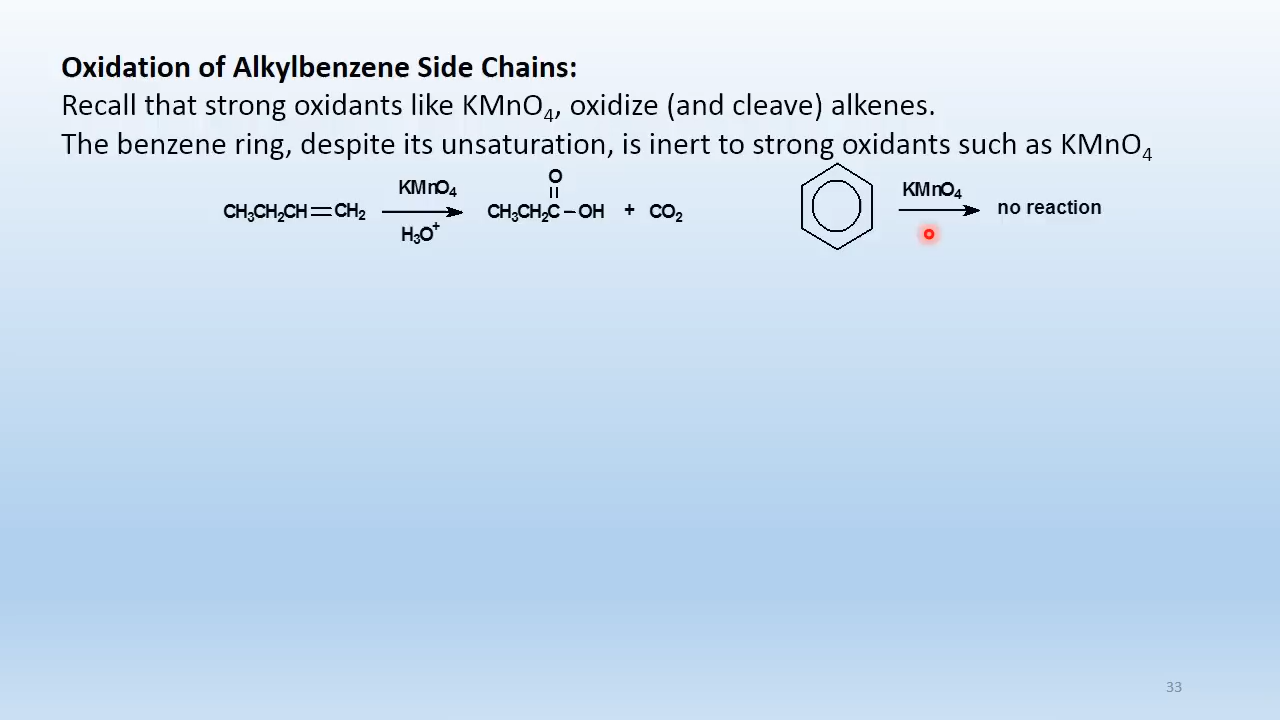 Oxidation of Alkylbenzene Side Chains:
Recall that strong oxidants like KMnO₄, oxidize (and cleave) alkenes.
The benzene ring, despite its unsaturation, is inert to strong oxidants such as KMnO₄
CH₃CH₂CH=CH₂ KMnO₄ H₃O⁺ CH₃CH₂C(=O)–OH + CO₂
KMnO₄ no reaction
33